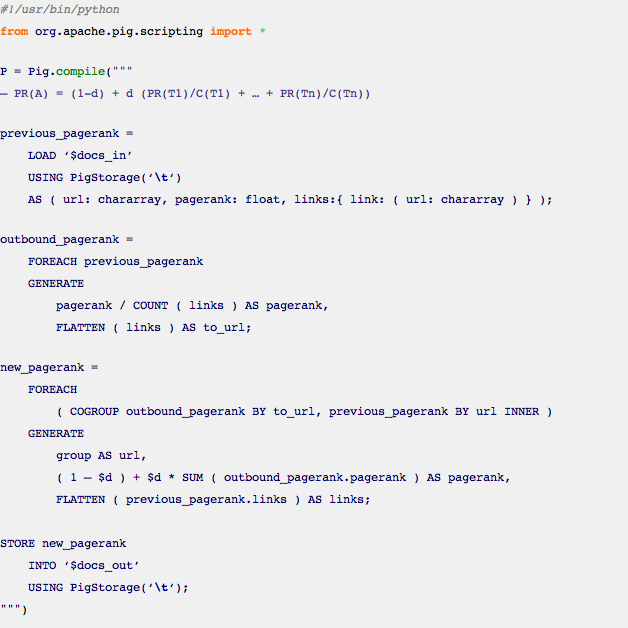 #!/usr/bin/python
from org.apache.pig.scripting import *
P = Pig.compile("""
— PR(A) = (1-d) + d (PR(T1)/C(T1) + … + PR(Tn)/C(Tn))
previous_pagerank =
LOAD ‘$docs_in’
USING PigStorage(‘\t‘)
AS ( url: chararray, pagerank: float, links:{ link: ( url: chararray ) } );
outbound_pagerank =
FOREACH previous_pagerank
GENERATE
pagerank / COUNT ( links ) AS pagerank,
FLATTEN ( links ) AS to_url;
new_pagerank =
FOREACH
( COGROUP outbound_pagerank BY to_url, previous_pagerank BY url INNER )
GENERATE
group AS url,
( 1 – $d ) + $d * SUM ( outbound_pagerank.pagerank ) AS pagerank,
FLATTEN ( previous_pagerank.links ) AS links;
STORE new_pagerank
INTO ‘$docs_out’
USING PigStorage(‘\t‘);
""")